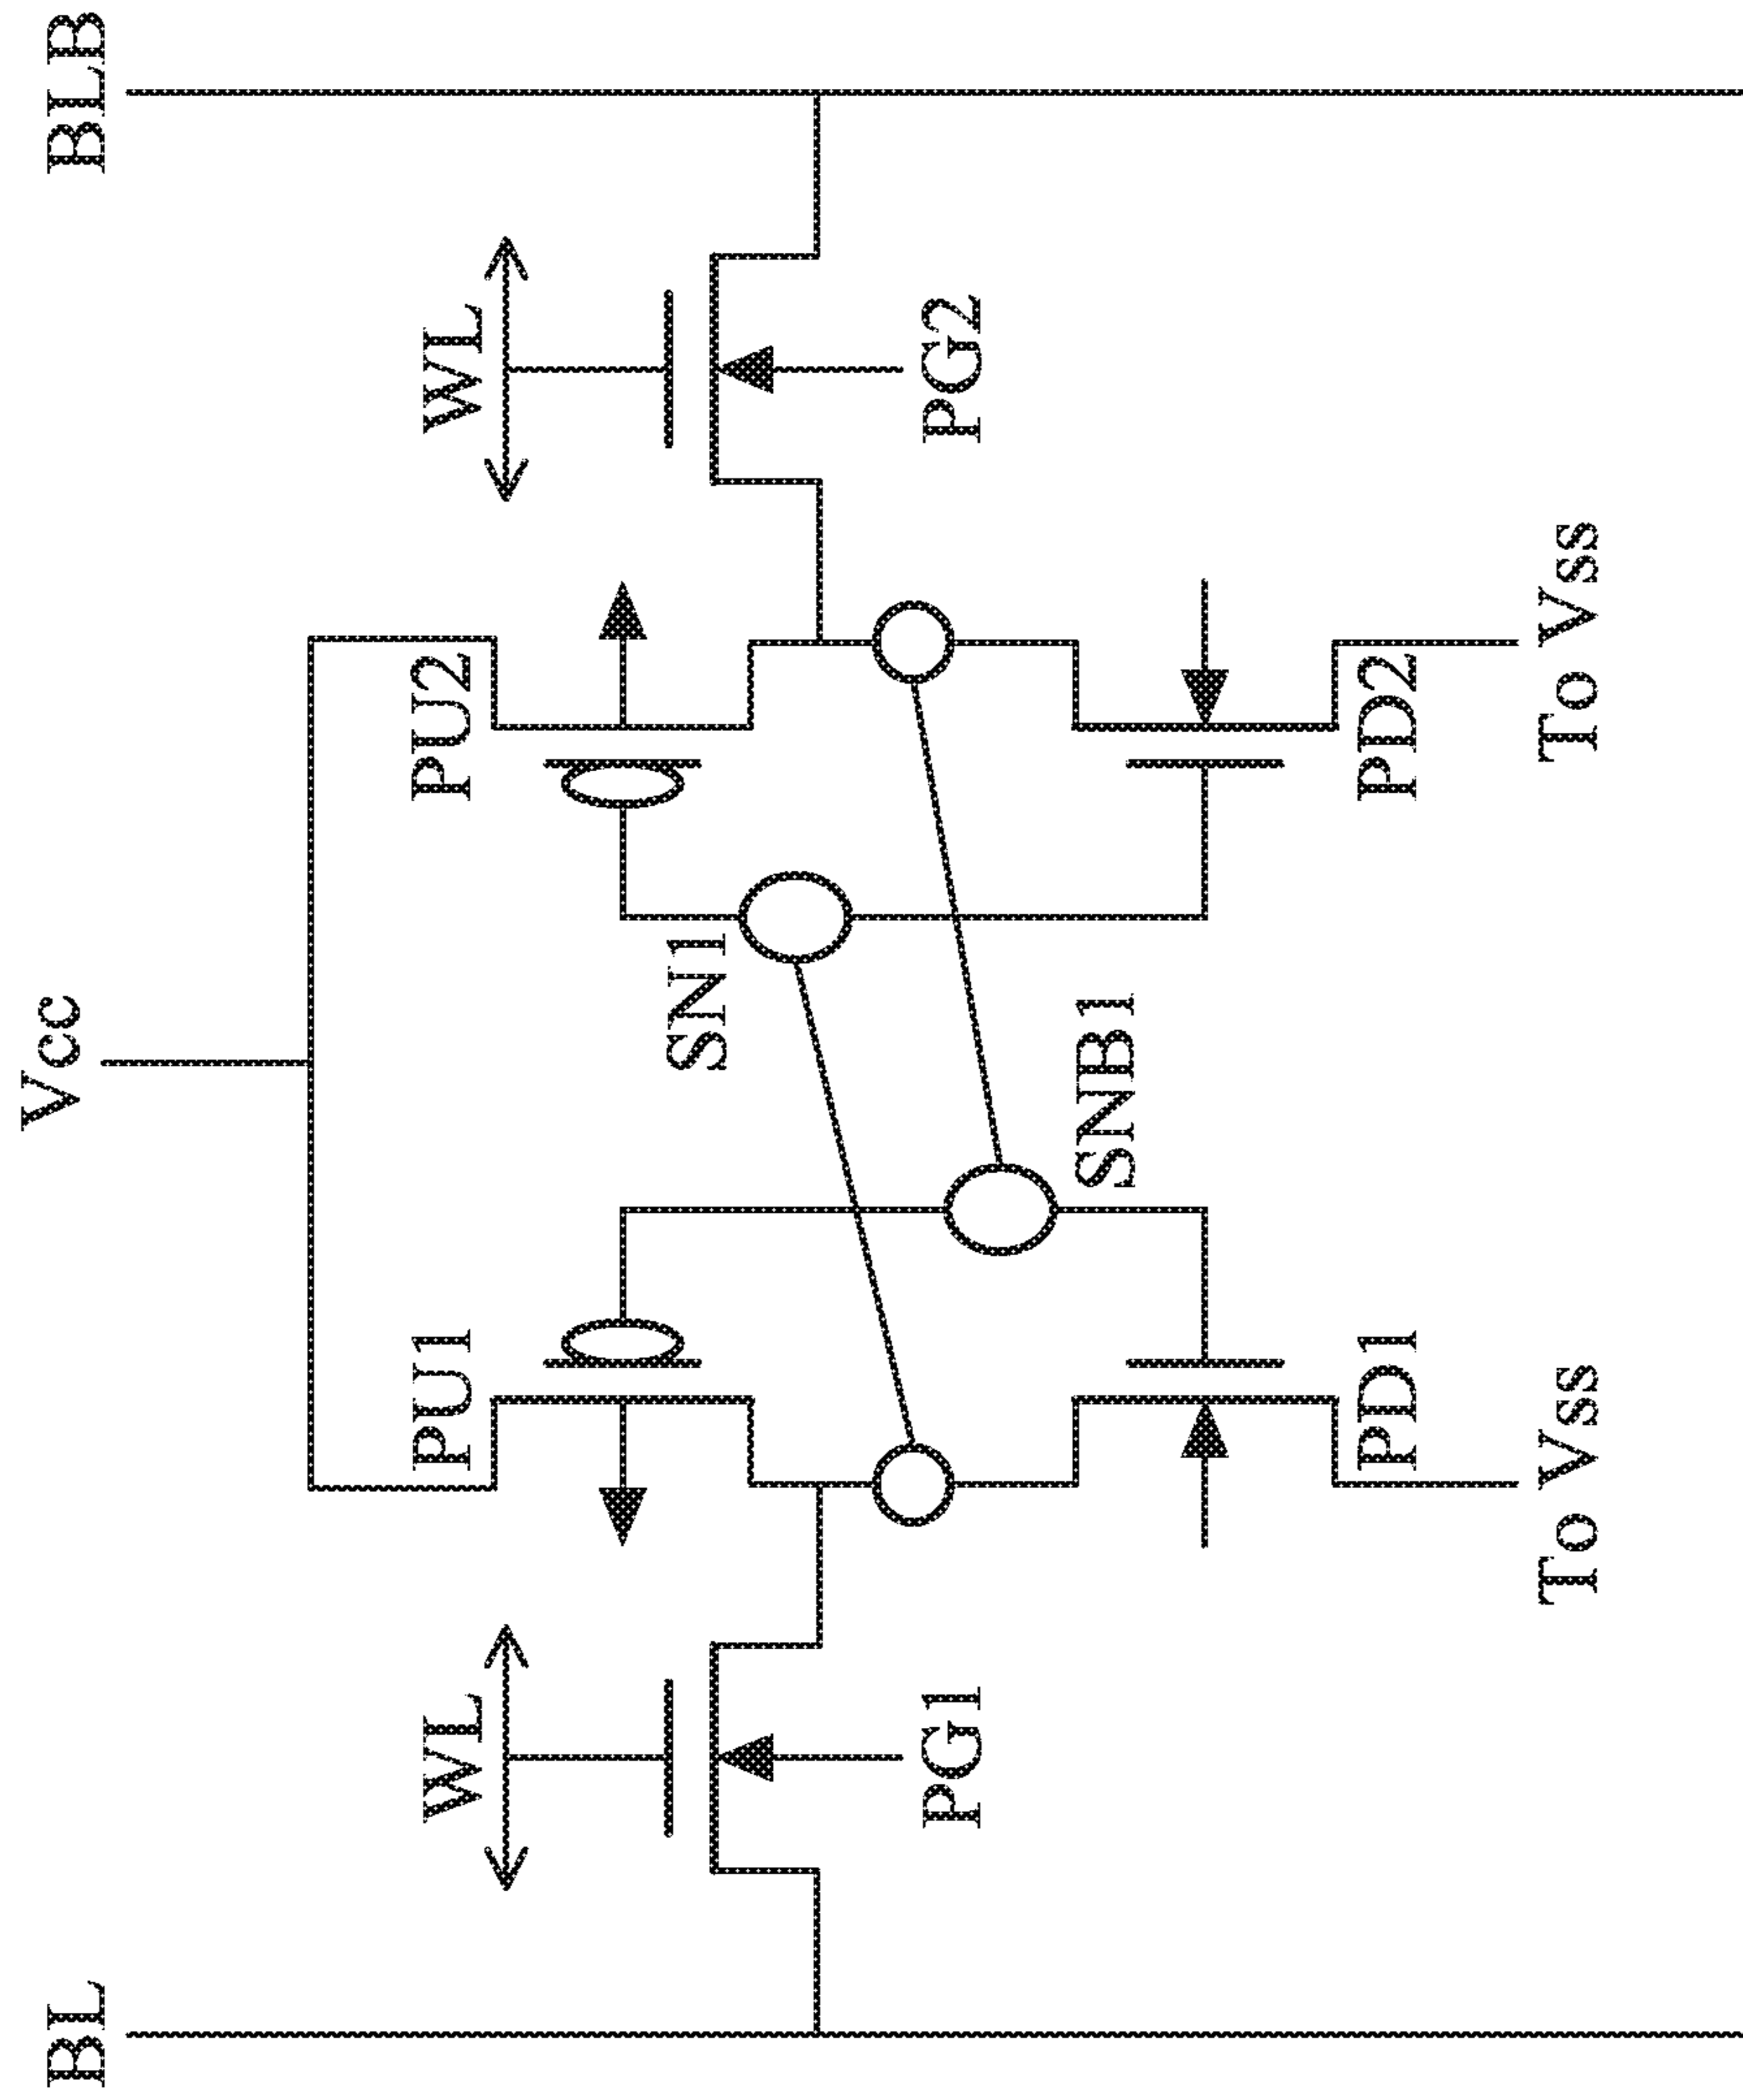 BL
Vcc
BLB
WL
PU1
PU2
WL
SN1
PG1
PG2
SNB1
PD1
PD2
To Vss
To Vss